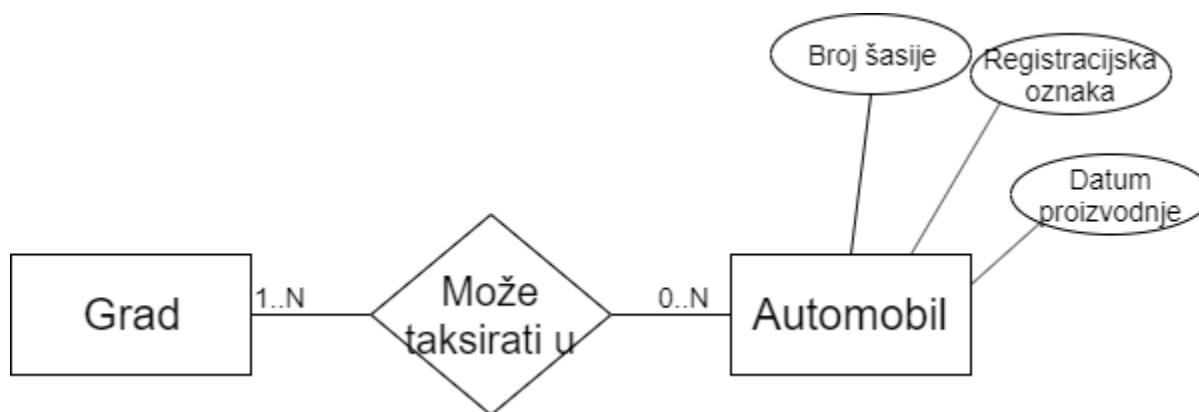 Broj šasije
Registracijska
oznaka
Datum
proizvodnje
Grad
1..N
Može
taksirati u
0..N
Automobil